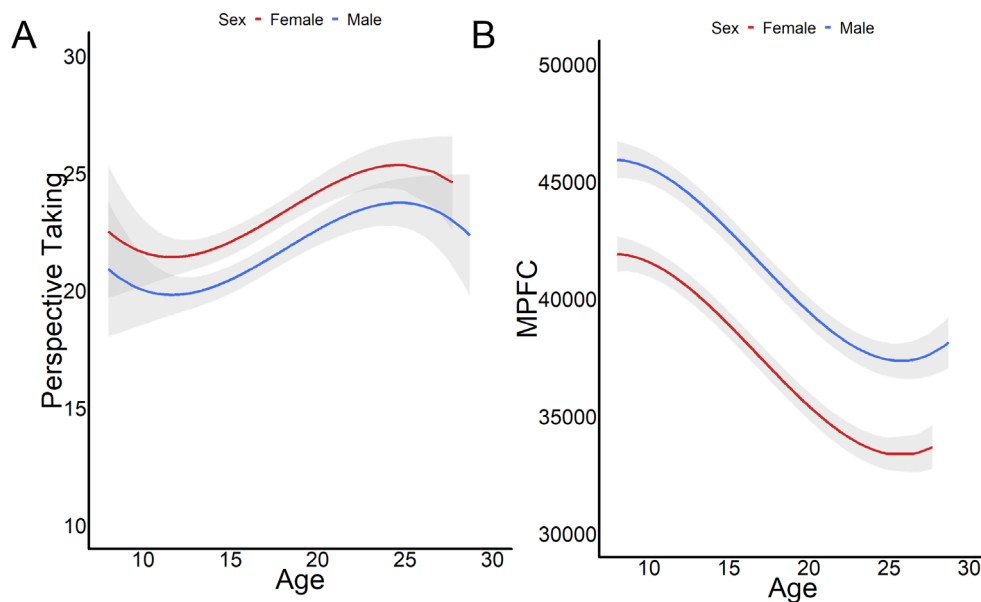 A
Sex Female Male
Perspective Taking
30
25
20
15
10
10 15 20 25 30
Age
B
Sex Female Male
MPFC
50000
45000
40000
35000
30000
10 15 20 25 30
Age